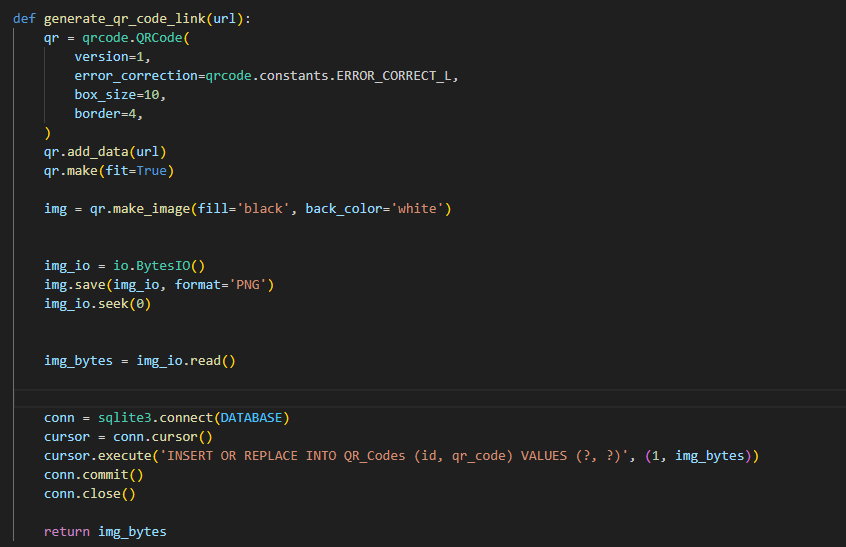 def generate_qr_code_link(url):
    qr = qrcode.QRCode(
        version=1,
        error_correction=qrcode.constants.ERROR_CORRECT_L,
        box_size=10,
        border=4,
    )
    qr.add_data(url)
    qr.make(fit=True)
    img = qr.make_image(fill='black', back_color='white')
    img_io = io.BytesIO()
    img.save(img_io, format='PNG')
    img_io.seek(0)
    img_bytes = img_io.read()
    conn = sqlite3.connect(DATABASE)
    cursor = conn.cursor()
    cursor.execute('INSERT OR REPLACE INTO QR_Codes (id, qr_code) VALUES (?, ?)', (1, img_bytes))
    conn.commit()
    conn.close()
    return img_bytes